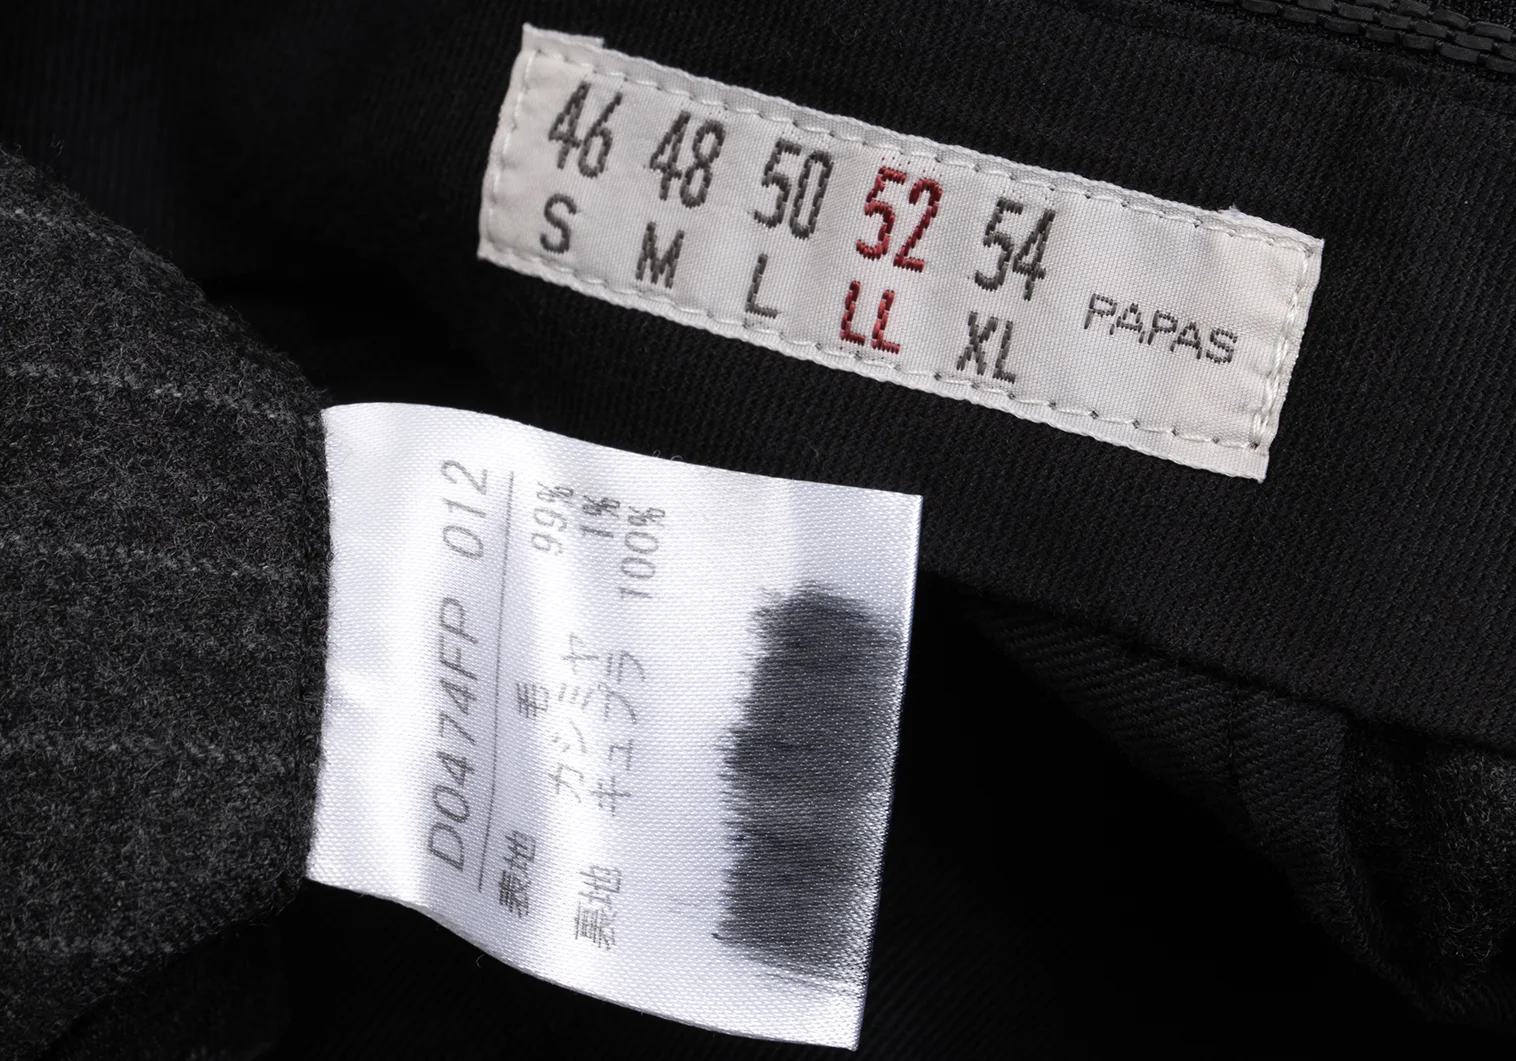 46 48 50 52 54
S M L LL XL
PAPAS
D0474FP 012
表地 毛 99%
カシミヤ 1%
裏地 キュプラ 100%